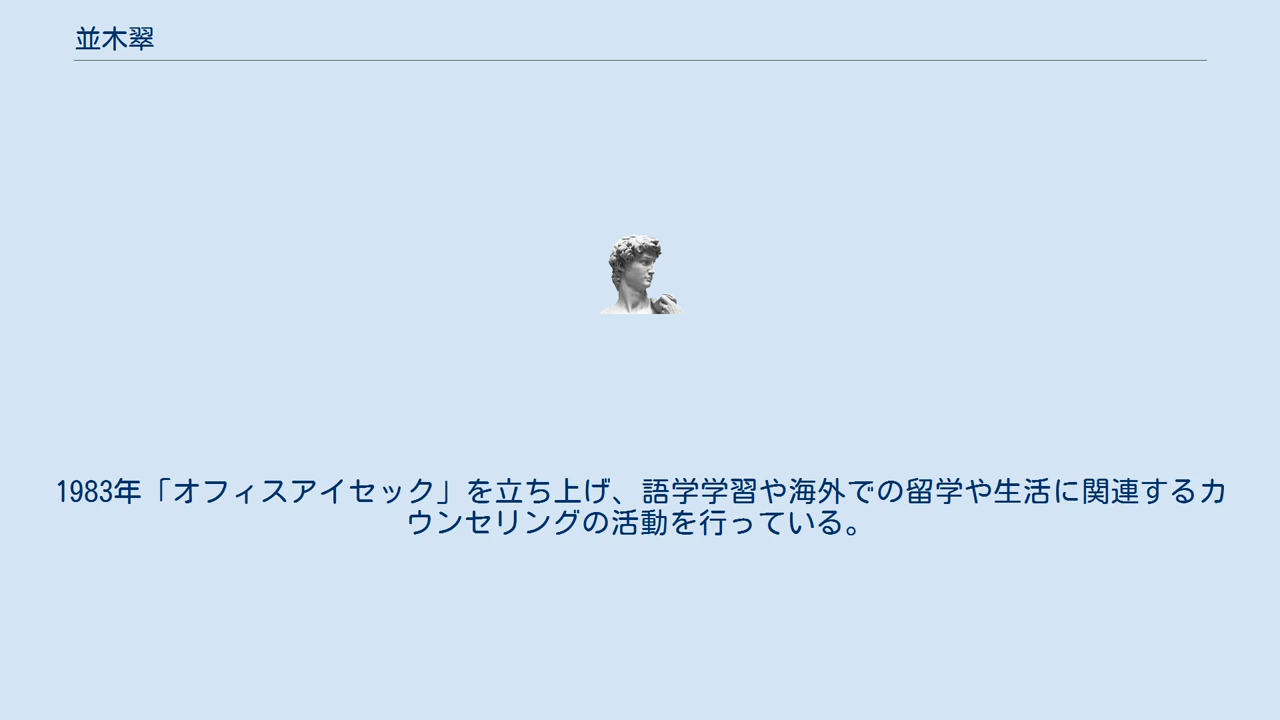 並木翠
1983年「オフィスアイセック」を立ち上げ、語学学習や海外での留学や生活に関連するカ
ウンセリングの活動を行っている。